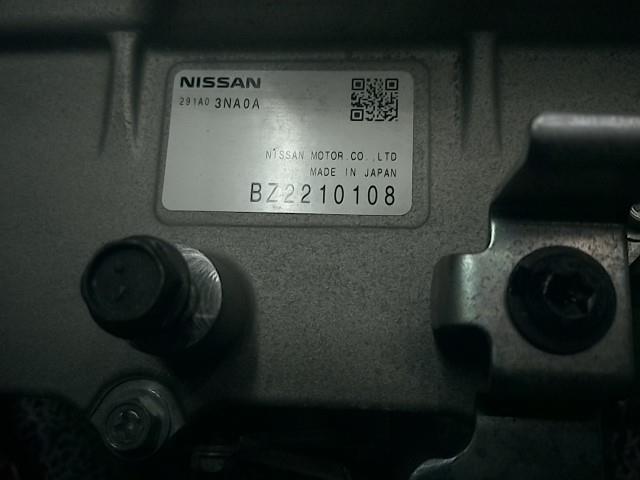 NISSAN
291A0 3NA0A
NISSAN MOTOR.CO.,LTD
MADE IN JAPAN
BZ2210108